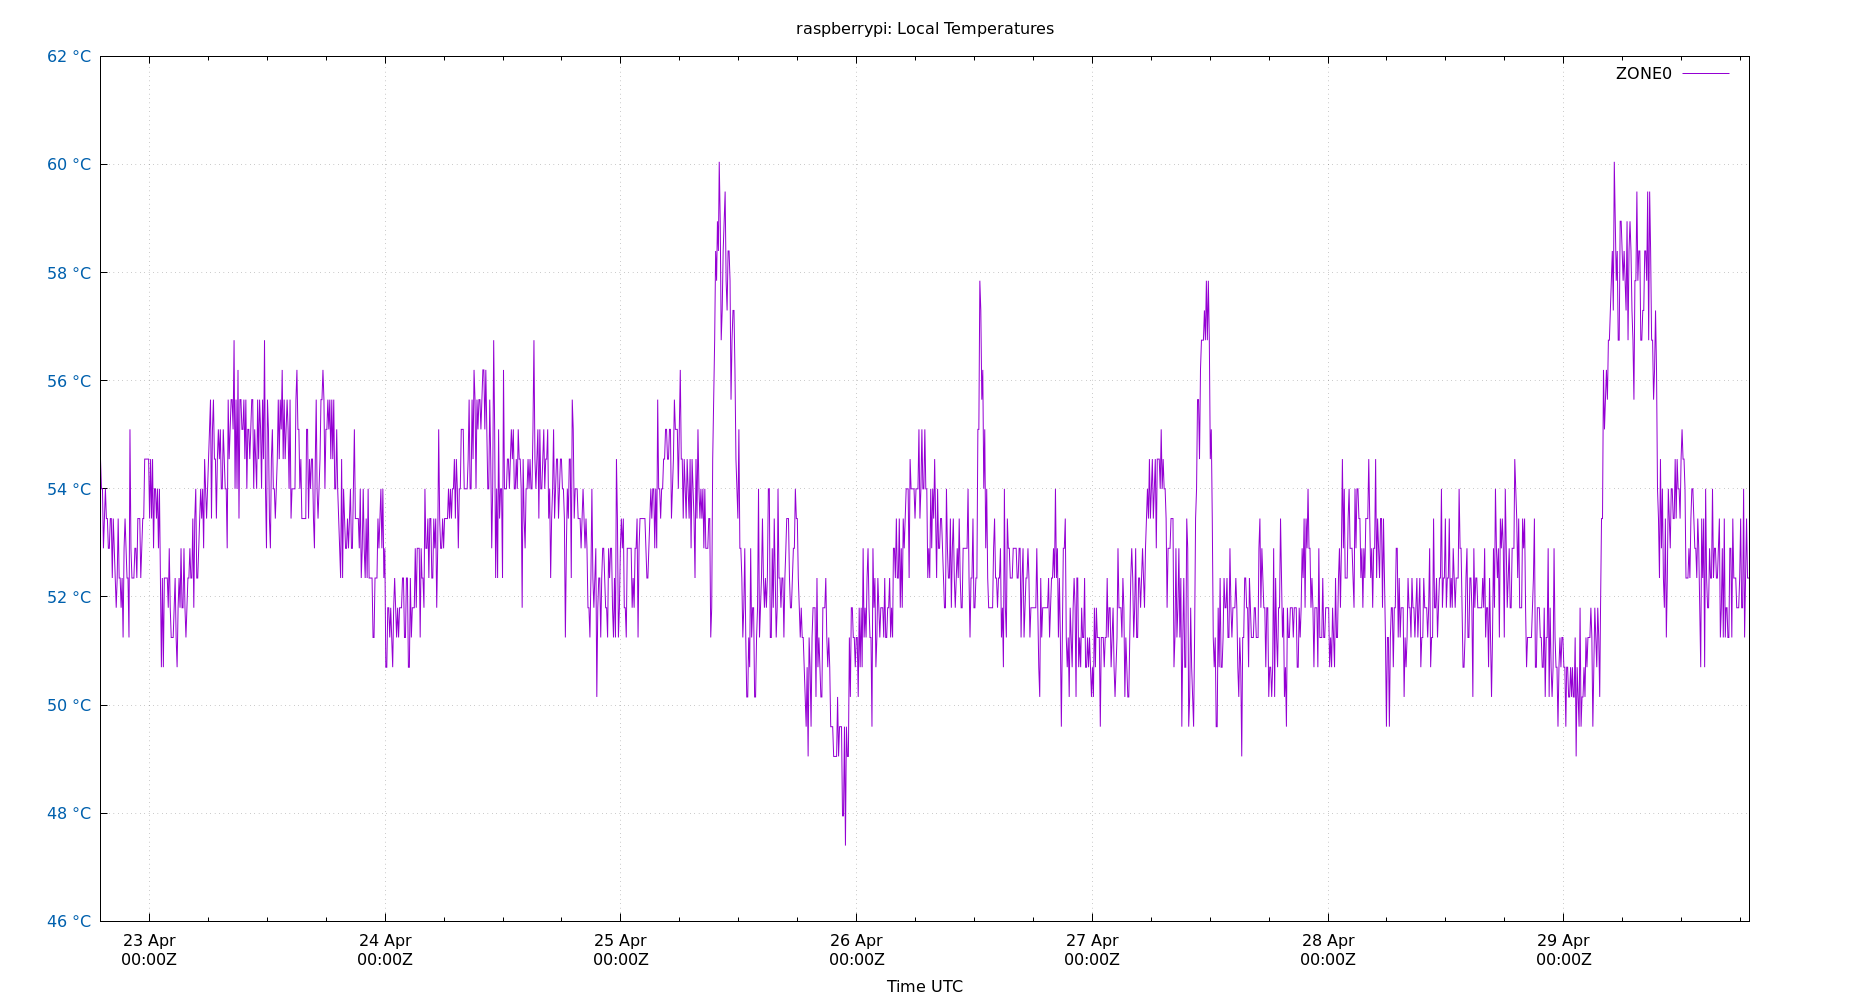 raspberrypi: Local Temperatures
62 °C
ZONE0
60 °C
58 °C
56 °C
54 °C
52 °C
50 °C
48 °C
46 °C
23 Apr 24 Apr 25 Apr 26 Apr 27 Apr 28 Apr 29 Apr
00:00Z 00:00Z 00:00Z 00:00Z 00:00Z 00:00Z 00:00Z
Time UTC